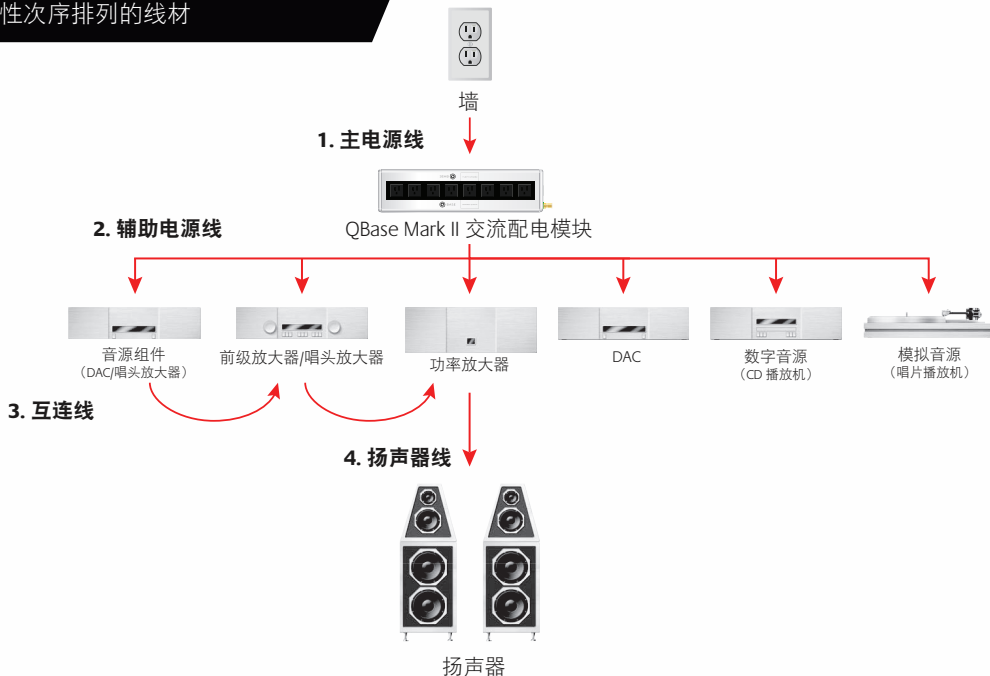 性次序排列的线材
墙
1. 主电源线
QBase Mark II 交流配电模块
2. 辅助电源线
音源组件
（DAC/唱头放大器）
前级放大器/唱头放大器
功率放大器
DAC
数字音源
（CD 播放机）
模拟音源
（唱片播放机）
3. 互连线
4. 扬声器线
扬声器